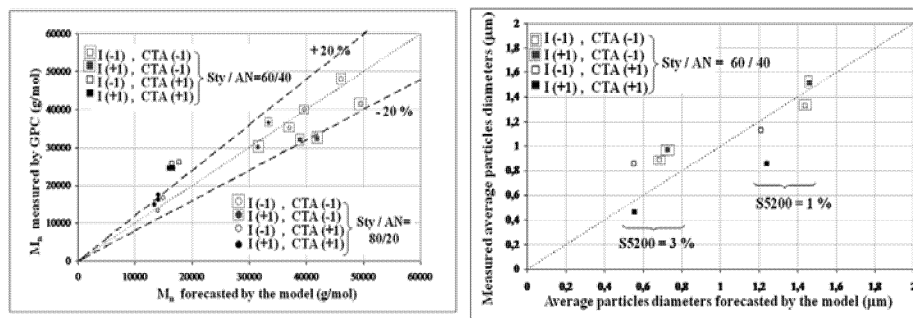 60000
50000
40000
30000
20000
10000
0
0 10000 20000 30000 40000 50000 60000
Mn measured by GPC (g/mol)
Mn forecasted by the model (g/mol)
I (-1) , CTA (-1)
I (+1) , CTA (-1)
I (-1) , CTA (+1)
I (+1) , CTA (+1)
Sty / AN=60/40
+20 %
-20 %
I (-1) , CTA (-1)
I (+1) , CTA (-1)
I (-1) , CTA (+1)
I (+1) , CTA (+1)
Sty / AN=
80/20
2
1,8
1,6
1,4
1,2
1
0,8
0,6
0,4
0,2
0
0 0,2 0,4 0,6 0,8 1 1,2 1,4 1,6 1,8 2
Measured average particles diameters (µm)
Average particles diameters forecasted by the model (µm)
I (-1) , CTA (-1)
I (+1) , CTA (-1)
I (-1) , CTA (+1)
I (+1) , CTA (+1)
Sty / AN = 60 / 40
S5200 = 1 %
S5200 = 3 %